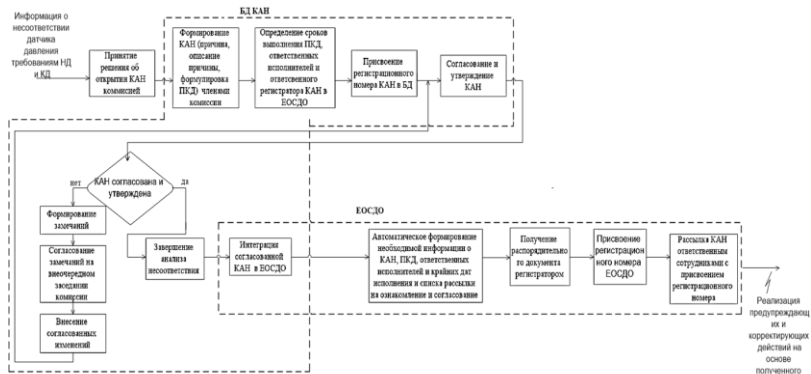 Информация о
несоответствии
датчика
давления
требованиям НД
и КД
БД КАН
Принятие
решения об
открытии КАН
коммисией
Формирование
КАН (причина,
описание
причины,
формулировка
ПКД) членами
комиссии
Определение сроков
выполнения ПКД,
ответственных
исполнителей и
ответсвенного
регистратора КАН в
ЕОСДО
Присвоение
регистрационного
номера КАН в БД
Согласование и
утверждение
КАН
КАН согласована и
утверждена
нет
да
Формирование
замечаний
Согласование
замечаний на
внеочередном
заседании
комирсии
Внесение
согласованных
изменений
Завершение
анализа
несоответствия
ЕОСДО
Интеграция
согласованной
КАН в ЕОСДО
Автоматическое формирование
необходимой информации о
КАН, ПКД, ответственных
исполнителей и крайних дат
исполнения и списка рассылки
на ознакомление и согласование
Получение
распорядительно
го документа
регистратором
Присвоение
регистрацион
ного номера
ЕОСДО
Рассылка КАН
ответственным
сотрудниками с
присвоением
регистрационного
номера
Реализация
предупреждающ
их и
корректирующих
действий на
основе
полученного